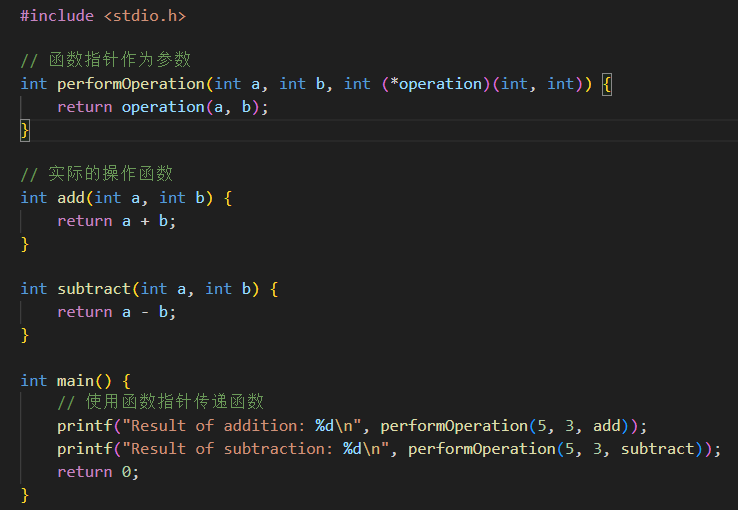 #include <stdio.h>
// 函数指针作为参数
int performOperation(int a, int b, int (*operation)(int, int)) {
    return operation(a, b);
}
// 实际的操作函数
int add(int a, int b) {
    return a + b;
}
int subtract(int a, int b) {
    return a - b;
}
int main() {
    // 使用函数指针传递函数
    printf("Result of addition: %d\n", performOperation(5, 3, add));
    printf("Result of subtraction: %d\n", performOperation(5, 3, subtract));
    return 0;
}